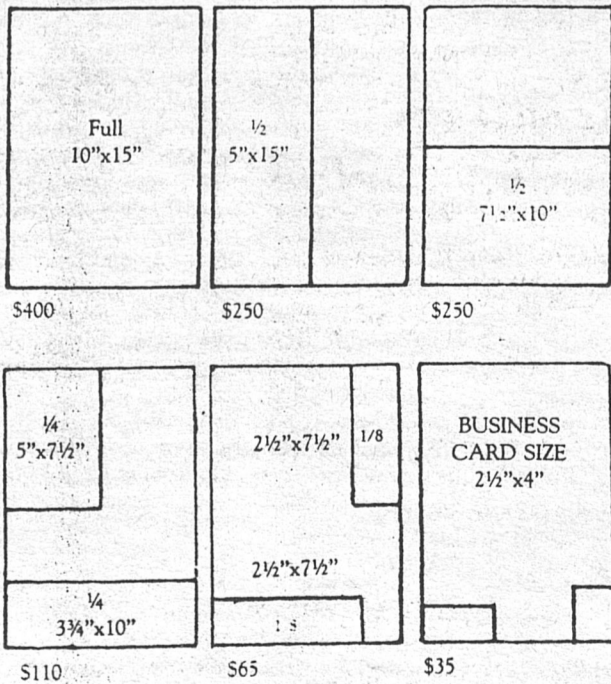 Full
10”x15”
½
5”x15”
½
7½”x10”
$400
$250
$250
¼
5”x7½”
2½”x7½”
1/8
BUSINESS
CARD SIZE
2½”x4”
¼
3¾”x10”
2½”x7½”
$110
$65
$35